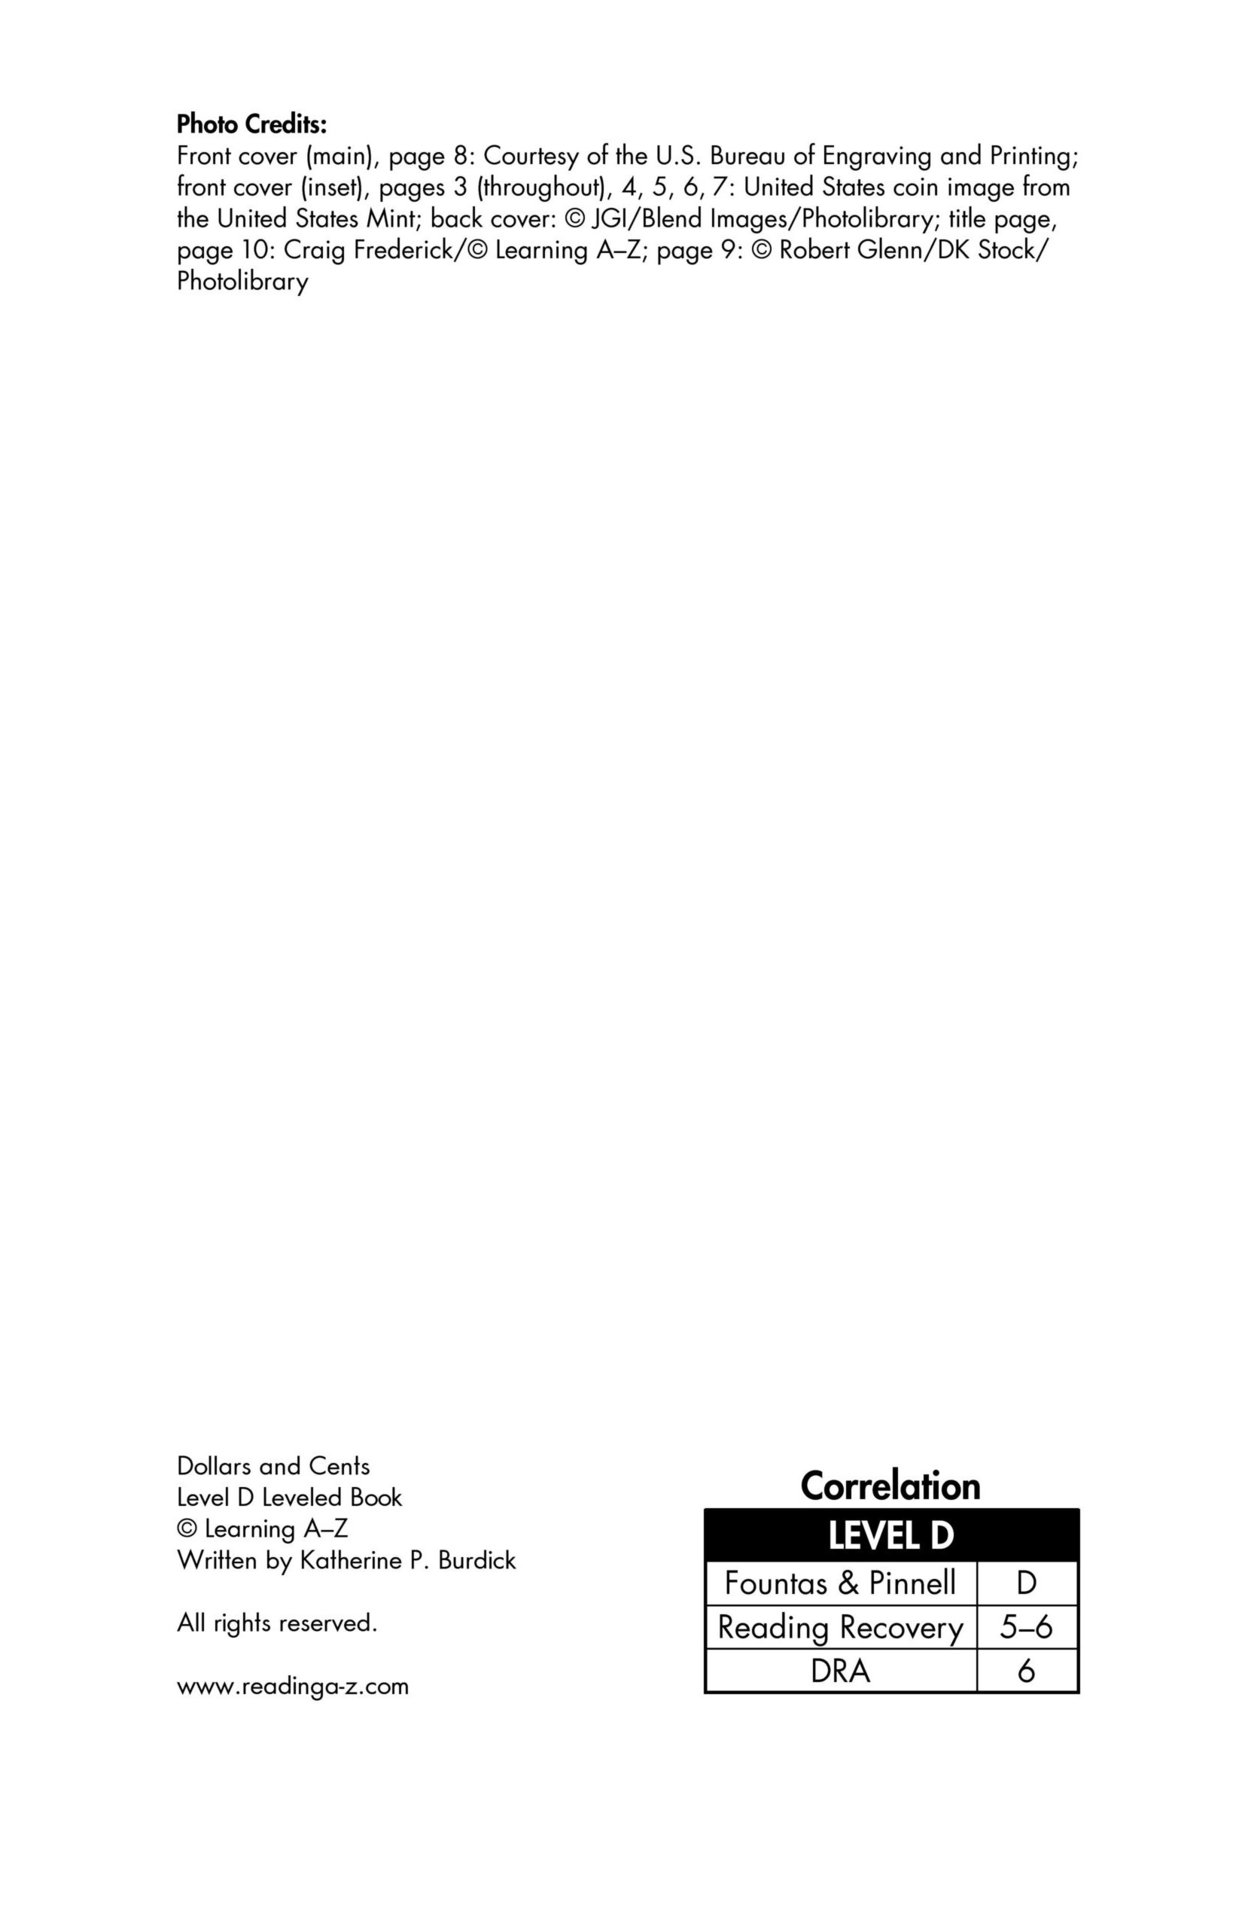 Photo Credits:
Front cover (main), page 8: Courtesy of the U.S. Bureau of Engraving and Printing;
front cover (inset), pages 3 (throughout), 4, 5, 6, 7: United States coin image from
the United States Mint; back cover: © JGI/Blend Images/Photolibrary; title page,
page 10: Craig Frederick/© Learning A–Z; page 9: © Robert Glenn/DK Stock/
Photolibrary
Dollars and Cents
Level D Leveled Book
© Learning A–Z
Written by Katherine P. Burdick
All rights reserved.
www.readinga-z.com
Correlation
LEVEL D
Fountas & Pinnell D
Reading Recovery 5–6
DRA 6